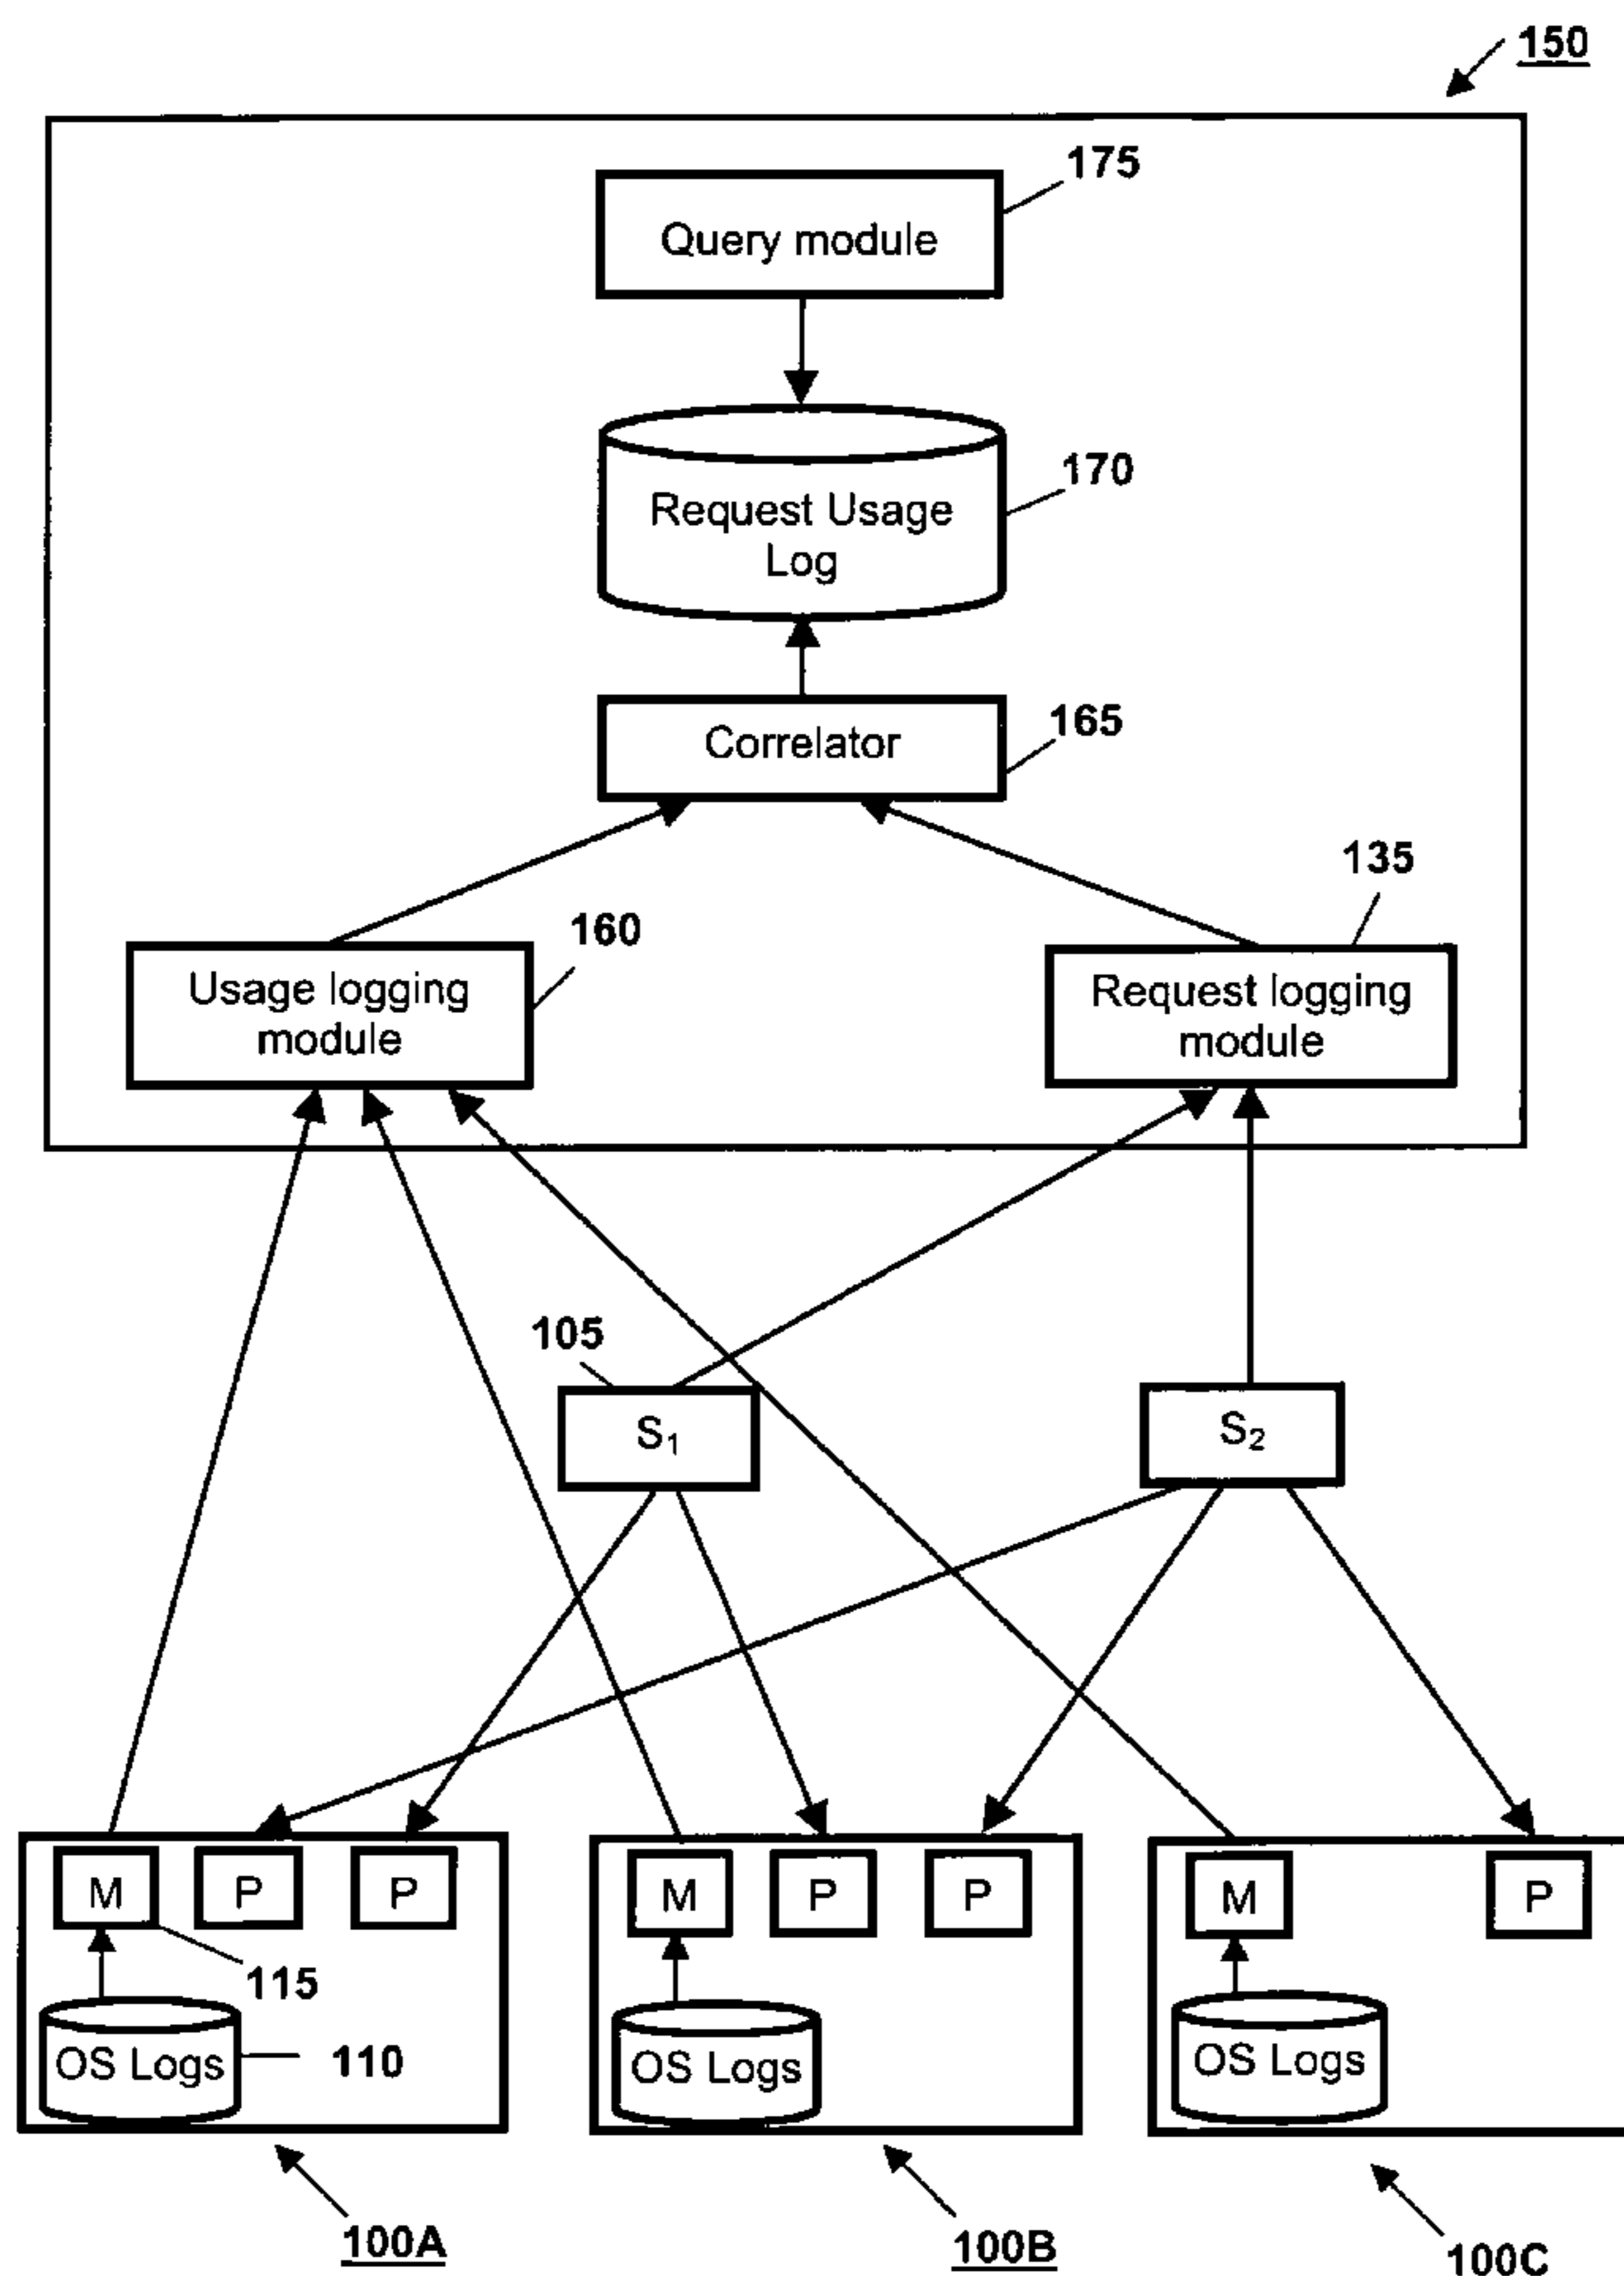 150
175
Query module
170
Request Usage
Log
165
Correlator
135
160
Usage logging
module
Request logging
module
105
S₁
S₂
M
P
P
M
P
P
M
P
115
OS Logs
110
OS Logs
OS Logs
100A
100B
100C